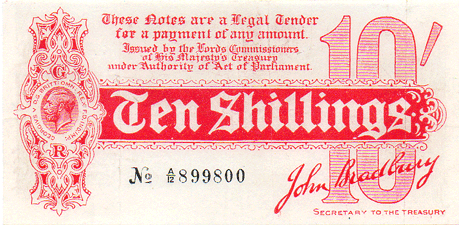 These Notes are a Legal Tender
for a payment of any amount.
Issued by the Lords Commissioners
of His Majesty's Treasury
under Authority of Act of Parliament.
10/
G
R
Ten Shillings
No A/12 899800
10
John Bradbury
SECRETARY TO THE TREASURY